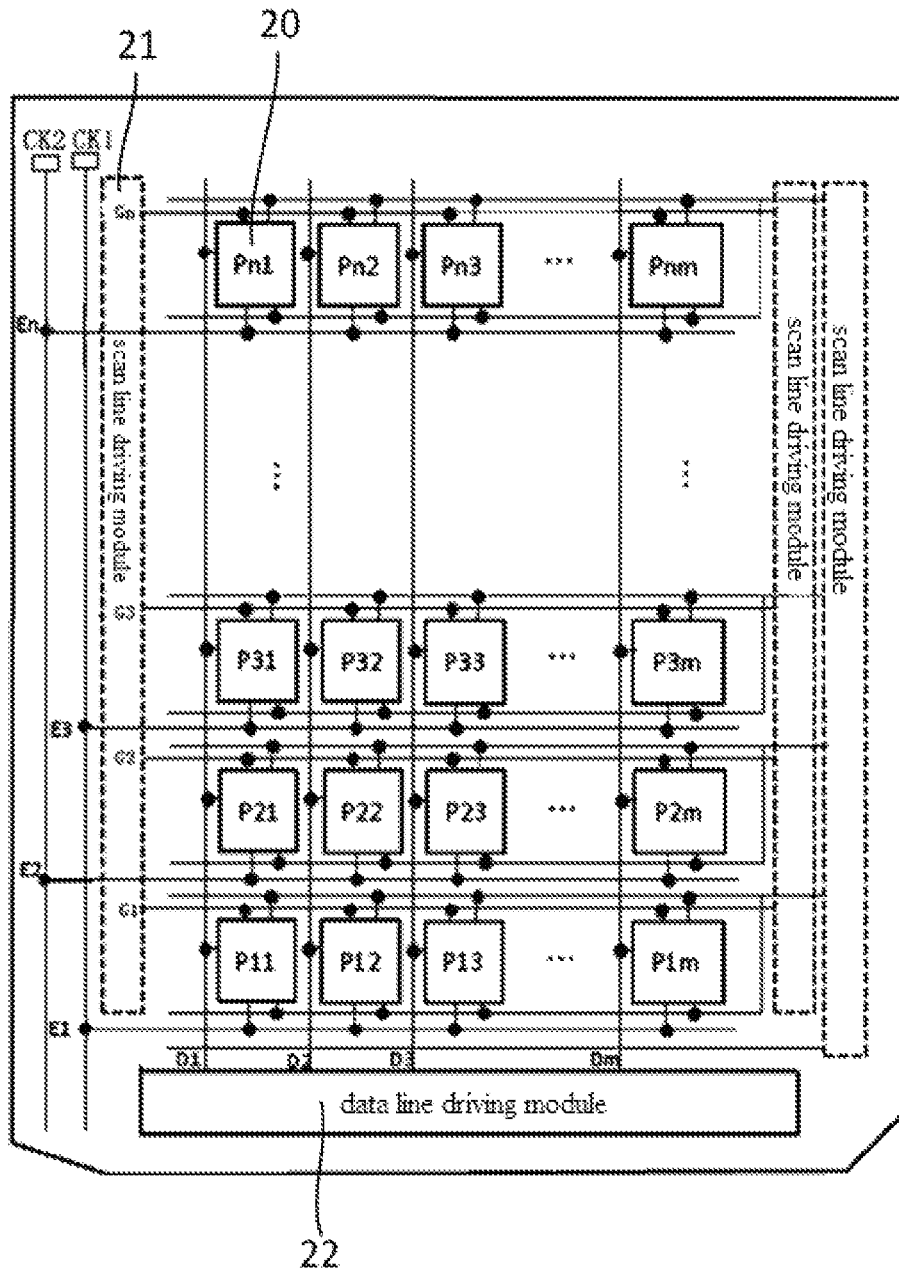 21
20
CK2 CK1
Pn1 Pn2 Pn3 ... Pnm
En
scan line driving module
scan line driving module
scan line driving module
...
...
P31 P32 P33 ... P3m
E3
P21 P22 P23 ... P2m
E2
G1
P11 P12 P13 ... P1m
E1
D1 D2 D3 Dm
data line driving module
22